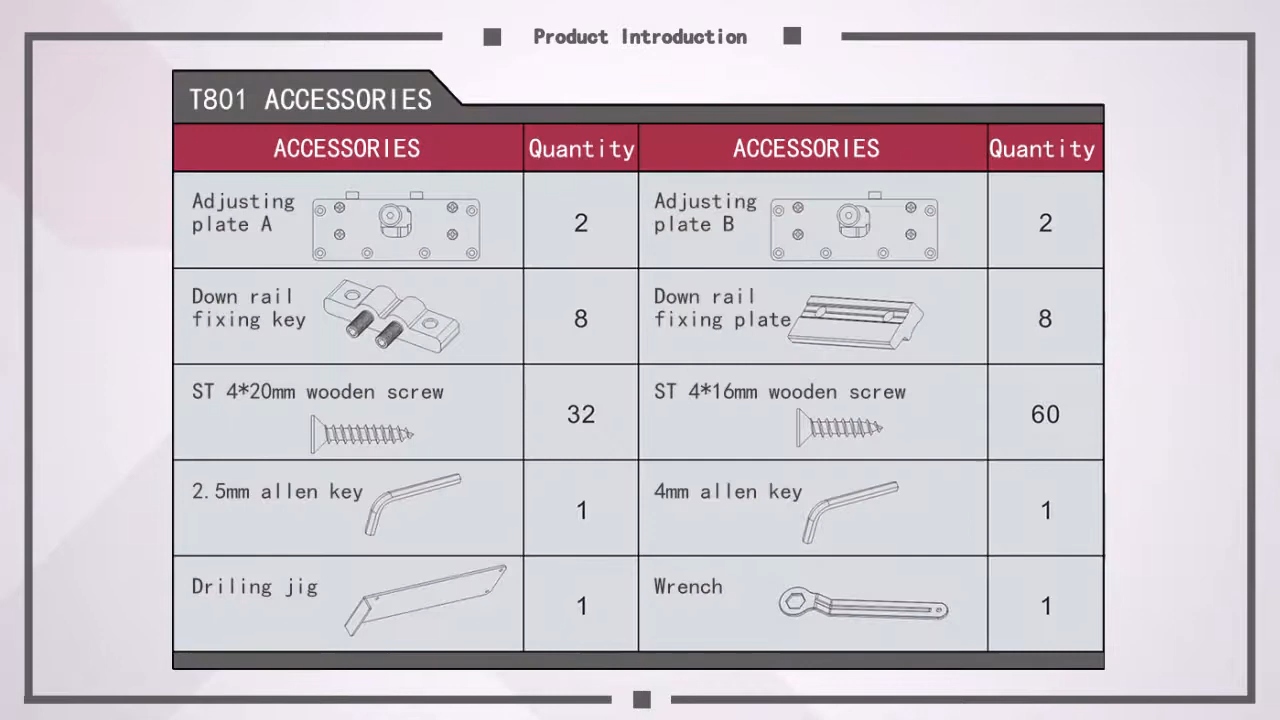 Product Introduction
T801 ACCESSORIES
ACCESSORIES Quantity ACCESSORIES Quantity
Adjusting
plate A
2
Adjusting
plate B
2
Down rail
fixing key
8
Down rail
fixing plate
8
ST 4*20mm wooden screw
32
ST 4*16mm wooden screw
60
2.5mm allen key
1
4mm allen key
1
Driling jig
1
Wrench
1